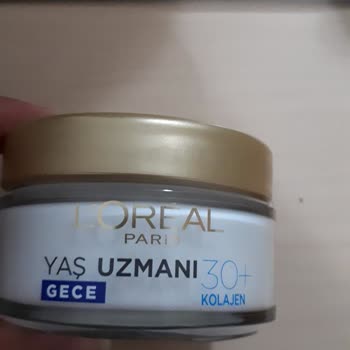 L'ORÉAL
PARIS
YAŞ UZMANI 30+
GECE KOLAJEN